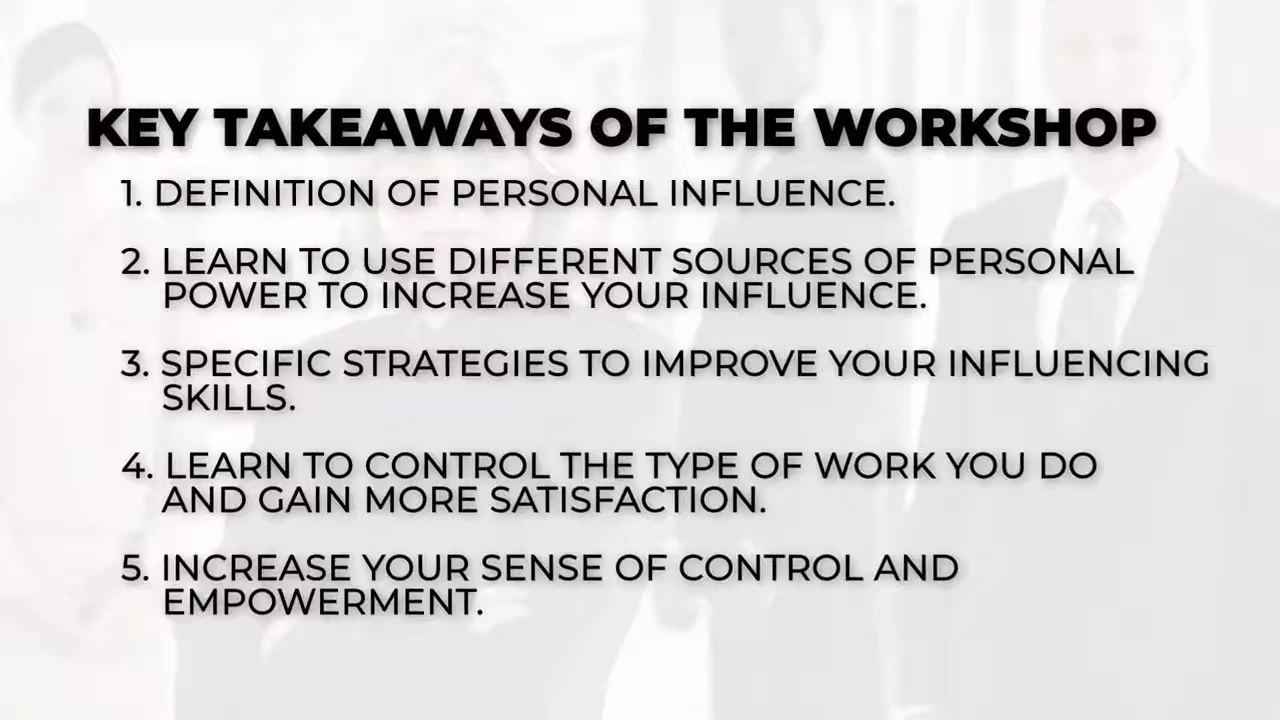 KEY TAKEAWAYS OF THE WORKSHOP
1. DEFINITION OF PERSONAL INFLUENCE.
2. LEARN TO USE DIFFERENT SOURCES OF PERSONAL
POWER TO INCREASE YOUR INFLUENCE.
3. SPECIFIC STRATEGIES TO IMPROVE YOUR INFLUENCING
SKILLS.
4. LEARN TO CONTROL THE TYPE OF WORK YOU DO
AND GAIN MORE SATISFACTION.
5. INCREASE YOUR SENSE OF CONTROL AND
EMPOWERMENT.